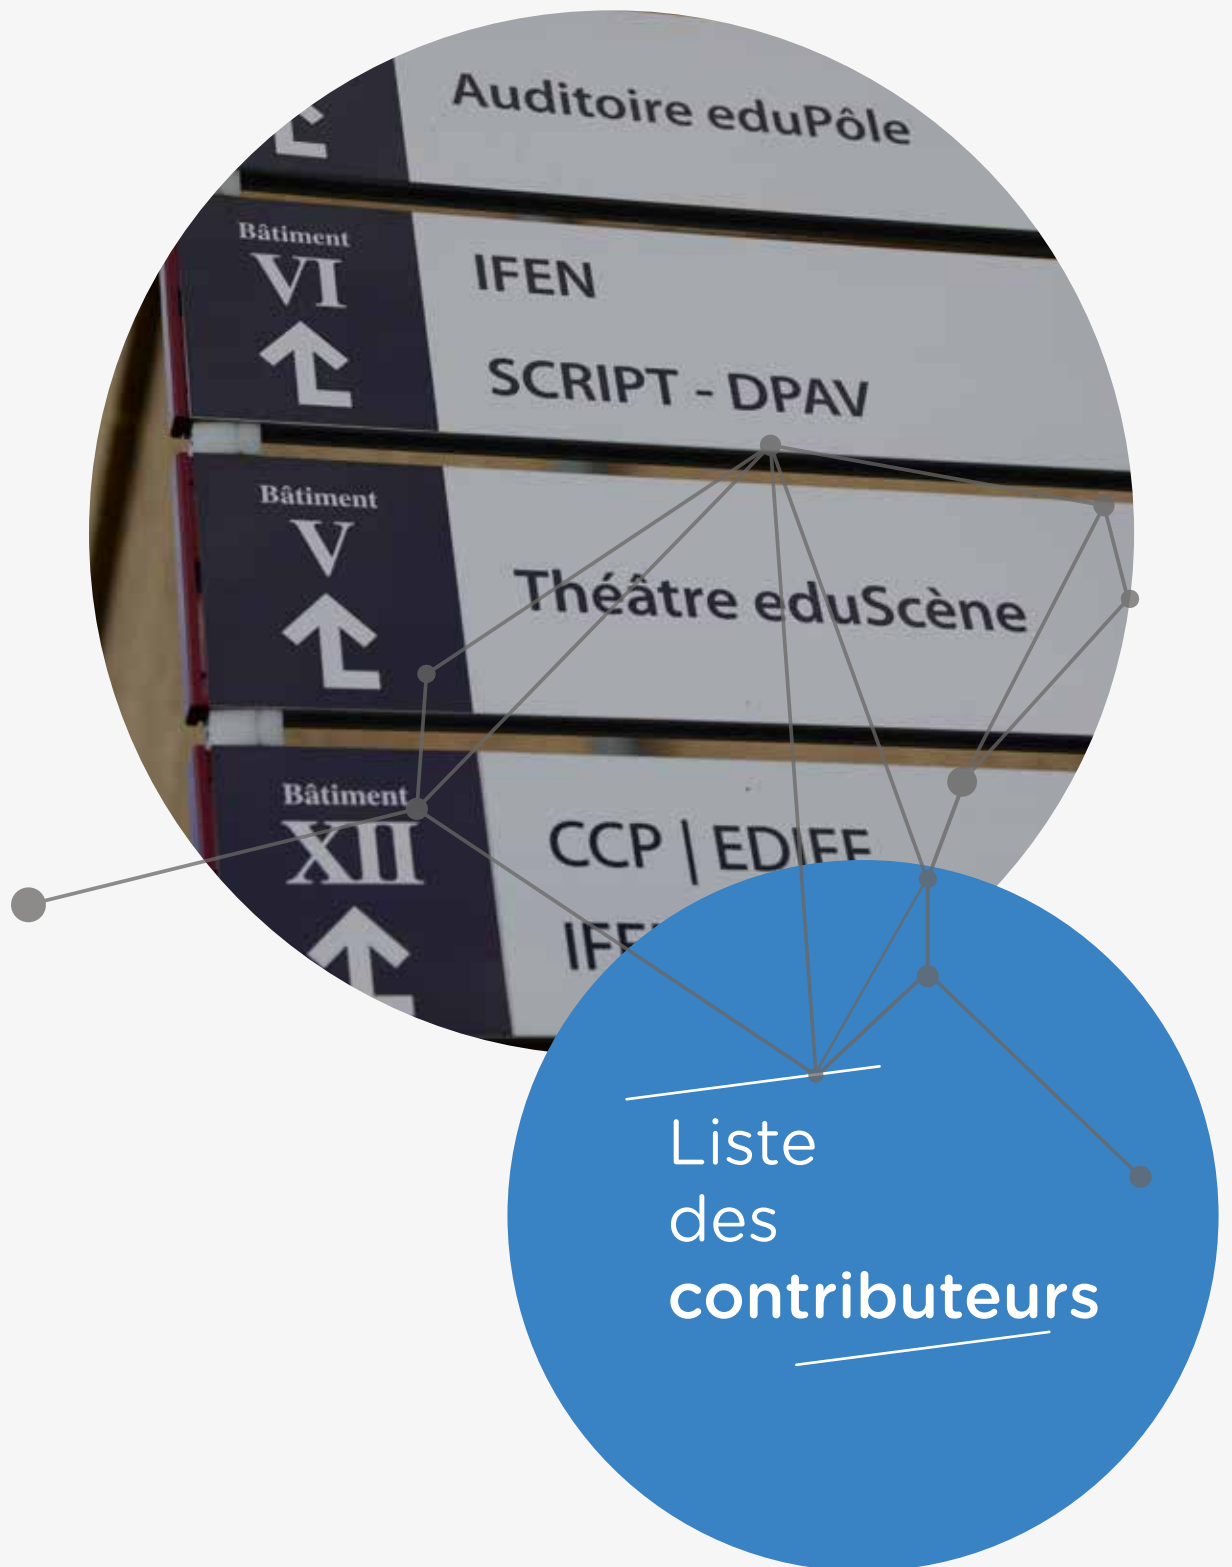 Auditoire eduPôle
Bâtiment
VI
IFEN
SCRIPT - DPAV
Bâtiment
V
Théâtre eduScène
Bâtiment
XII
CCP | EDIFF
Liste
des
contributeurs